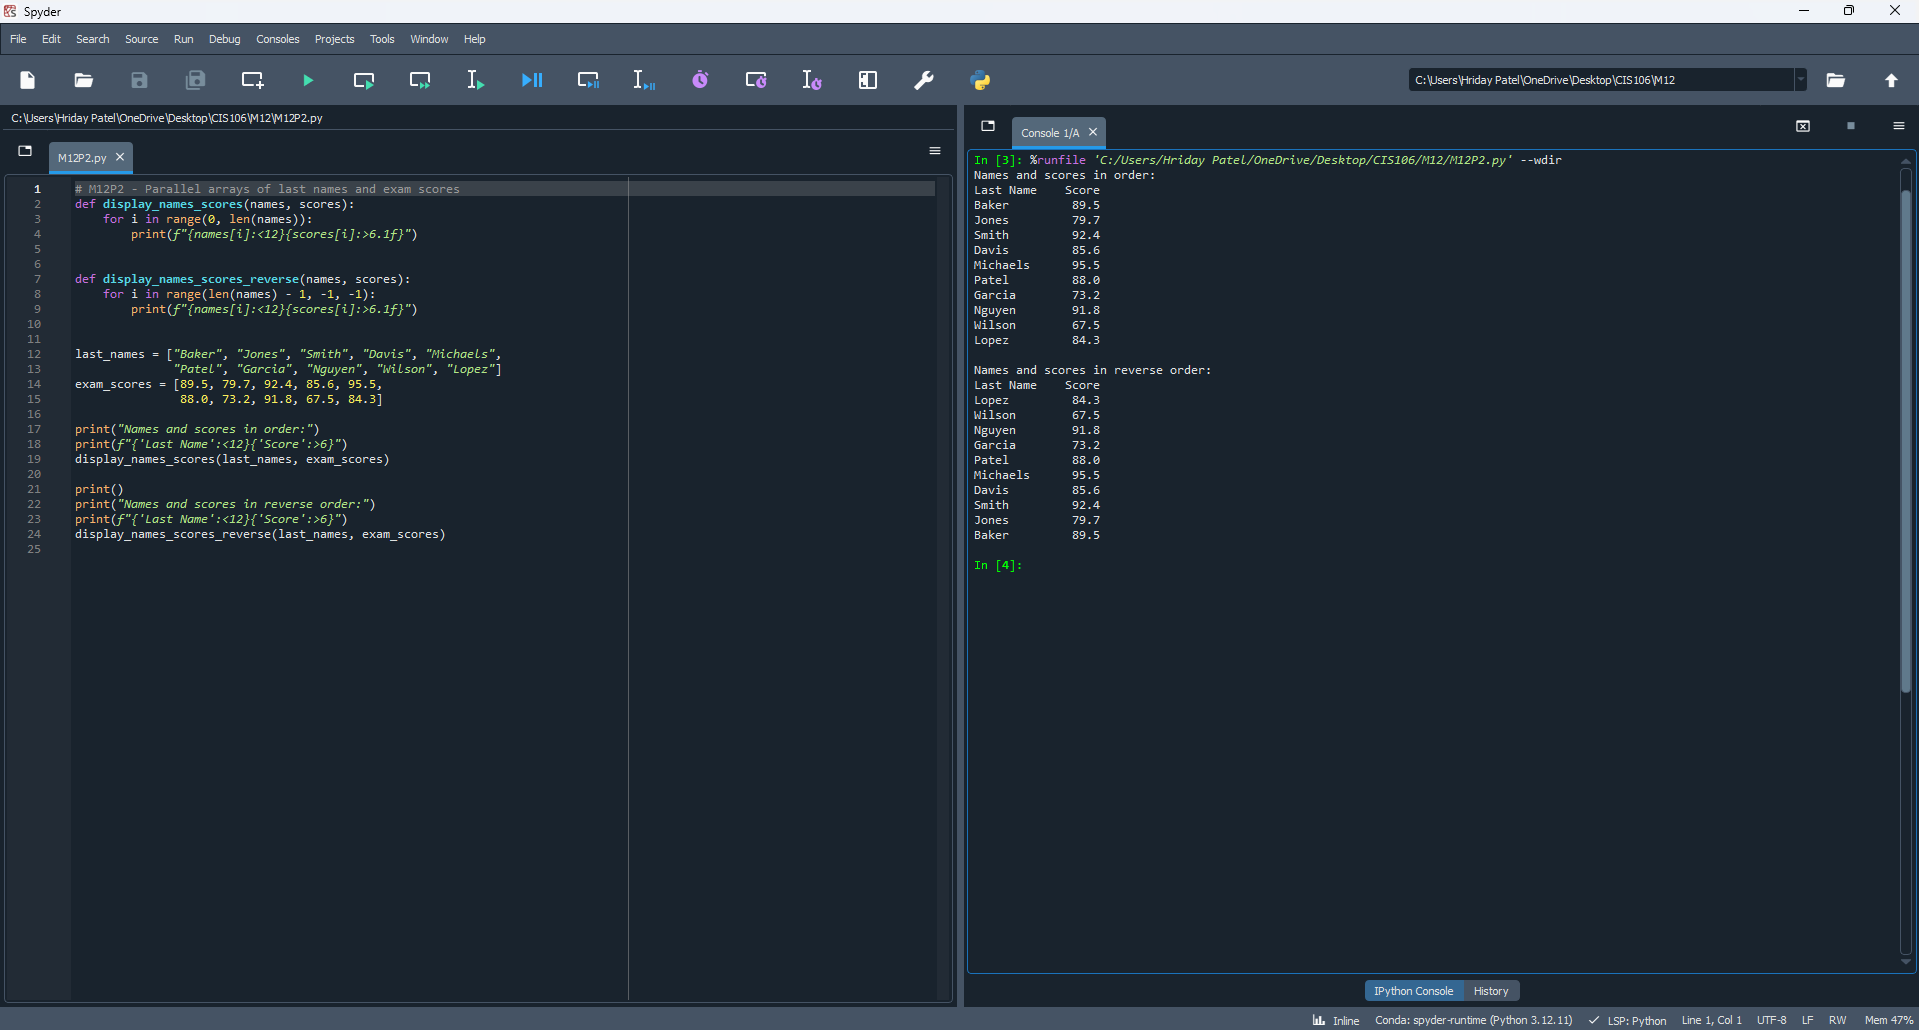 Spyder
File Edit Search Source Run Debug Consoles Projects Tools Window Help
C:\Users\Hriday Patel\OneDrive\Desktop\CIS106\M12
C:\Users\Hriday Patel\OneDrive\Desktop\CIS106\M12\M12P2.py
M12P2.py
1 # M12P2 - Parallel arrays of last names and exam scores
2 def display_names_scores(names, scores):
3     for i in range(0, len(names)):
4         print(f"{names[i]:<12}{scores[i]:>6.1f}")
5
6
7 def display_names_scores_reverse(names, scores):
8     for i in range(len(names) - 1, -1, -1):
9         print(f"{names[i]:<12}{scores[i]:>6.1f}")
10
11
12 last_names = ["Baker", "Jones", "Smith", "Davis", "Michaels",
13               "Patel", "Garcia", "Nguyen", "Wilson", "Lopez"]
14 exam_scores = [89.5, 79.7, 92.4, 85.6, 95.5,
15                88.0, 73.2, 91.8, 67.5, 84.3]
16
17 print("Names and scores in order:")
18 print(f"{'Last Name':<12}{'Score':>6}")
19 display_names_scores(last_names, exam_scores)
20
21 print()
22 print("Names and scores in reverse order:")
23 print(f"{'Last Name':<12}{'Score':>6}")
24 display_names_scores_reverse(last_names, exam_scores)
25
Console 1/A
In [3]: %runfile 'C:/Users/Hriday Patel/OneDrive/Desktop/CIS106/M12/M12P2.py' --wdir
Names and scores in order:
Last Name    Score
Baker         89.5
Jones         79.7
Smith         92.4
Davis         85.6
Michaels      95.5
Patel         88.0
Garcia        73.2
Nguyen        91.8
Wilson        67.5
Lopez         84.3

Names and scores in reverse order:
Last Name    Score
Lopez         84.3
Wilson        67.5
Nguyen        91.8
Garcia        73.2
Patel         88.0
Michaels      95.5
Davis         85.6
Smith         92.4
Jones         79.7
Baker         89.5

In [4]:
IPython Console History
Inline Conda: spyder-runtime (Python 3.12.11) LSP: Python Line 1, Col 1 UTF-8 LF RW Mem 47%